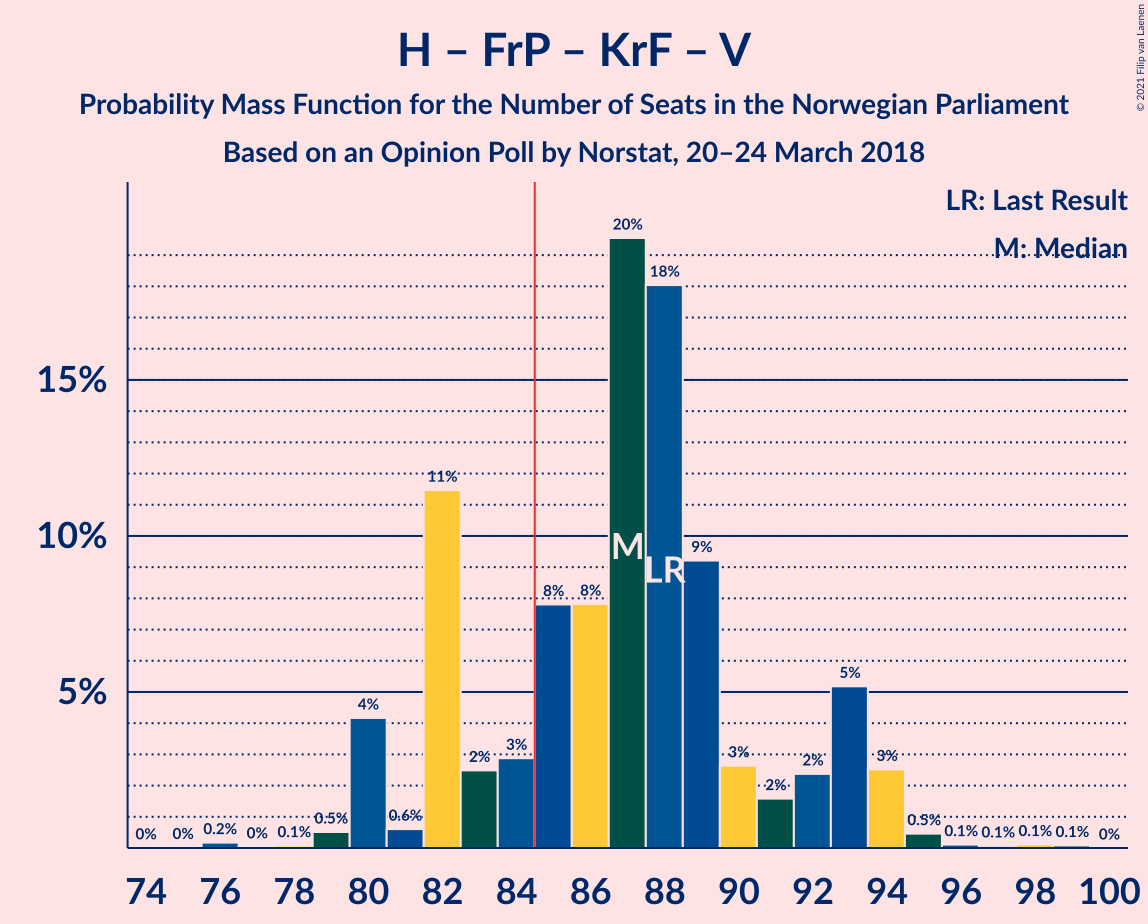 H – FrP – KrF – V
Probability Mass Function for the Number of Seats in the Norwegian Parliament
Based on an Opinion Poll by Norstat, 20–24 March 2018
© 2021 Filip van Laenen
LR: Last Result
M: Median
15%
10%
5%
0% 0% 0.2% 0% 0.1% 0.5% 4% 0.6% 11% 2% 3% 8% 8% 20% 18% 9% 3% 2% 2% 5% 3% 0.5% 0.1% 0.1% 0.1% 0.1% 0%
M
LR
74 76 78 80 82 84 86 88 90 92 94 96 98 100